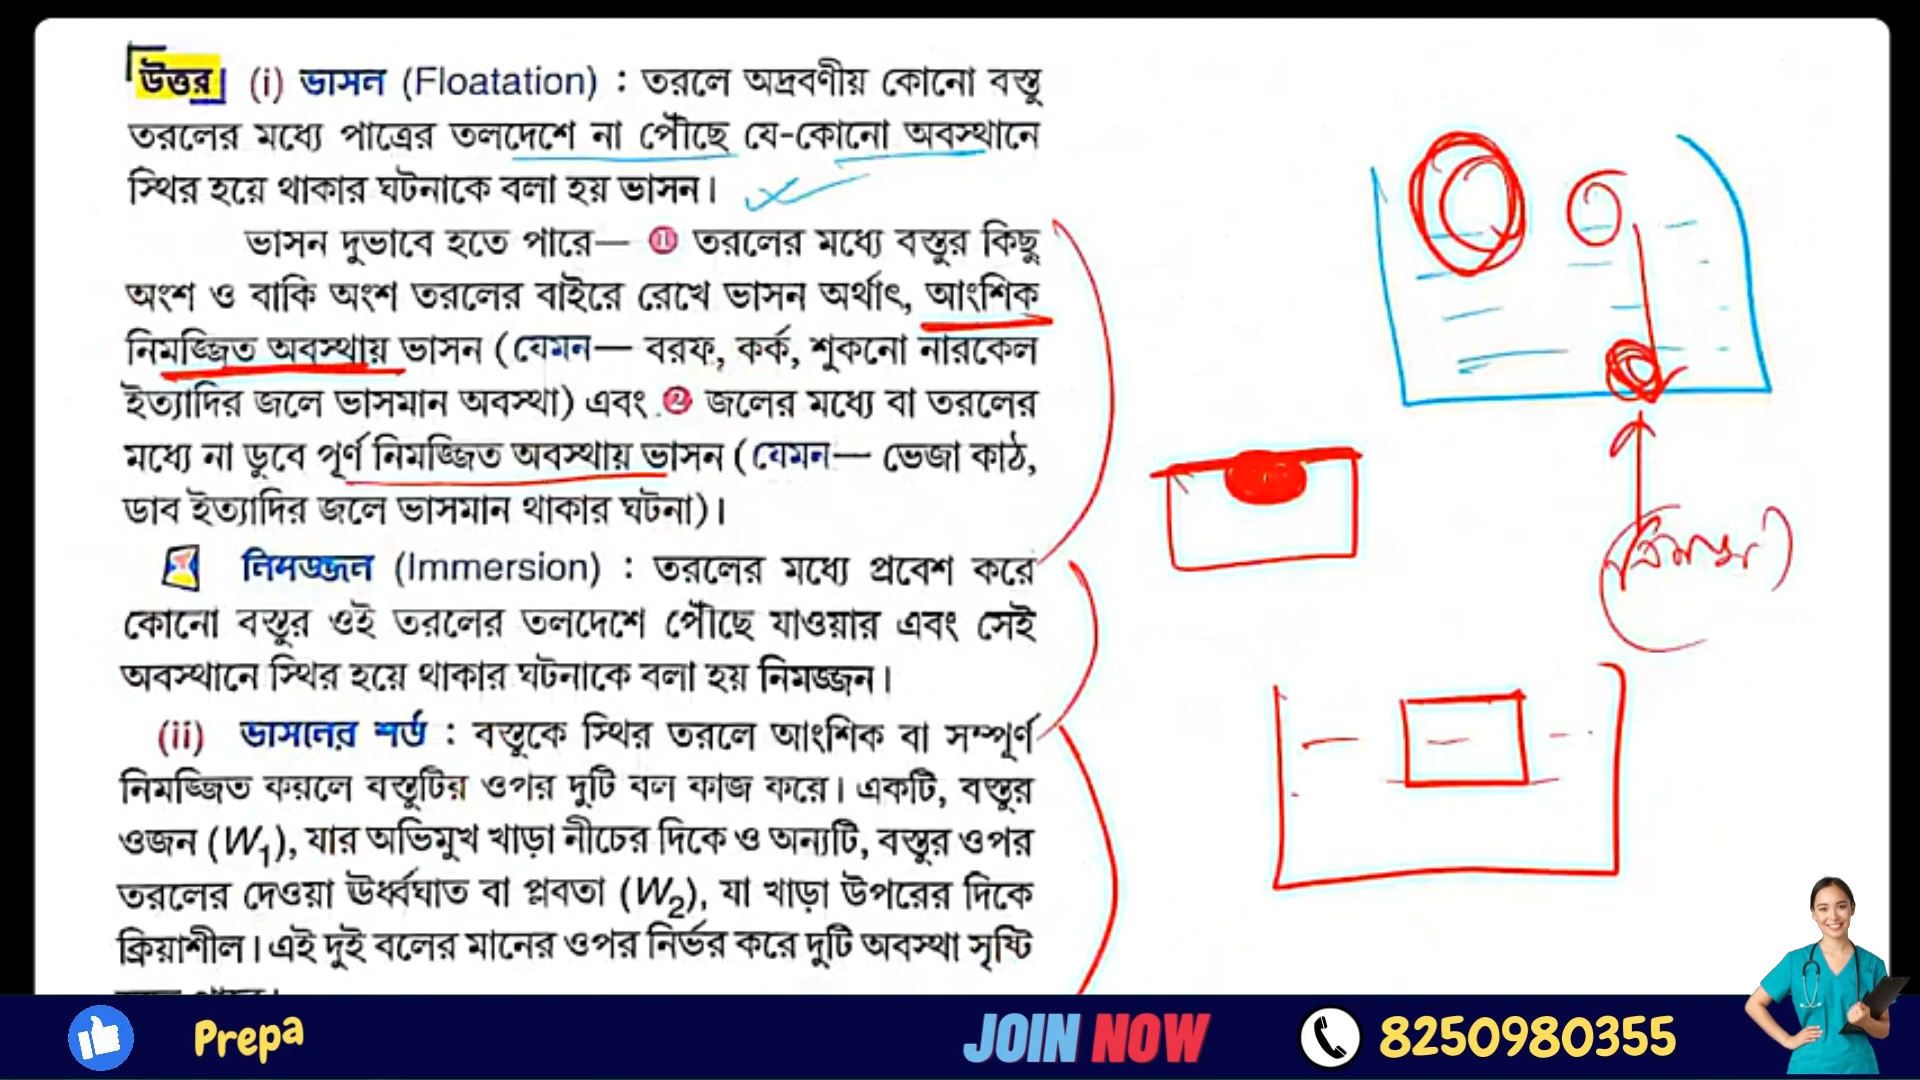 উত্তর (i) ভাসন (Floatation) : তরলে অদ্রবণীয় কোনো বস্তু
তরলের মধ্যে পাত্রের তলদেশে না পৌঁছে যে-কোনো অবস্থানে
স্থির হয়ে থাকার ঘটনাকে বলা হয় ভাসন।
ভাসন দুভাবে হতে পারে— ① তরলের মধ্যে বস্তুর কিছু
অংশ ও বাকি অংশ তরলের বাইরে রেখে ভাসন অর্থাৎ, আংশিক
নিমজ্জিত অবস্থায় ভাসন (যেমন— বরফ, কর্ক, শুকনো নারকেল
ইত্যাদির জলে ভাসমান অবস্থা) এবং ② জলের মধ্যে বা তরলের
মধ্যে না ডুবে পূর্ণ নিমজ্জিত অবস্থায় ভাসন (যেমন— ভেজা কাঠ,
ডাব ইত্যাদির জলে ভাসমান থাকার ঘটনা)।
নিমজ্জন (Immersion) : তরলের মধ্যে প্রবেশ করে
কোনো বস্তুর ওই তরলের তলদেশে পৌঁছে যাওয়ার এবং সেই
অবস্থানে স্থির হয়ে থাকার ঘটনাকে বলা হয় নিমজ্জন।
(ii) ভাসনের শর্ত : বস্তুকে স্থির তরলে আংশিক বা সম্পূর্ণ
নিমজ্জিত করলে বস্তুটির ওপর দুটি বল কাজ করে। একটি, বস্তুর
ওজন (W₁), যার অভিমুখ খাড়া নীচের দিকে ও অন্যটি, বস্তুর ওপর
তরলের দেওয়া ঊর্ধ্বঘাত বা প্লবতা (W₂), যা খাড়া উপরের দিকে
ক্রিয়াশীল। এই দুই বলের মানের ওপর নির্ভর করে দুটি অবস্থা সৃষ্টি
Prepa
JOIN NOW
8250980355